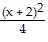 (x + 2)²
4